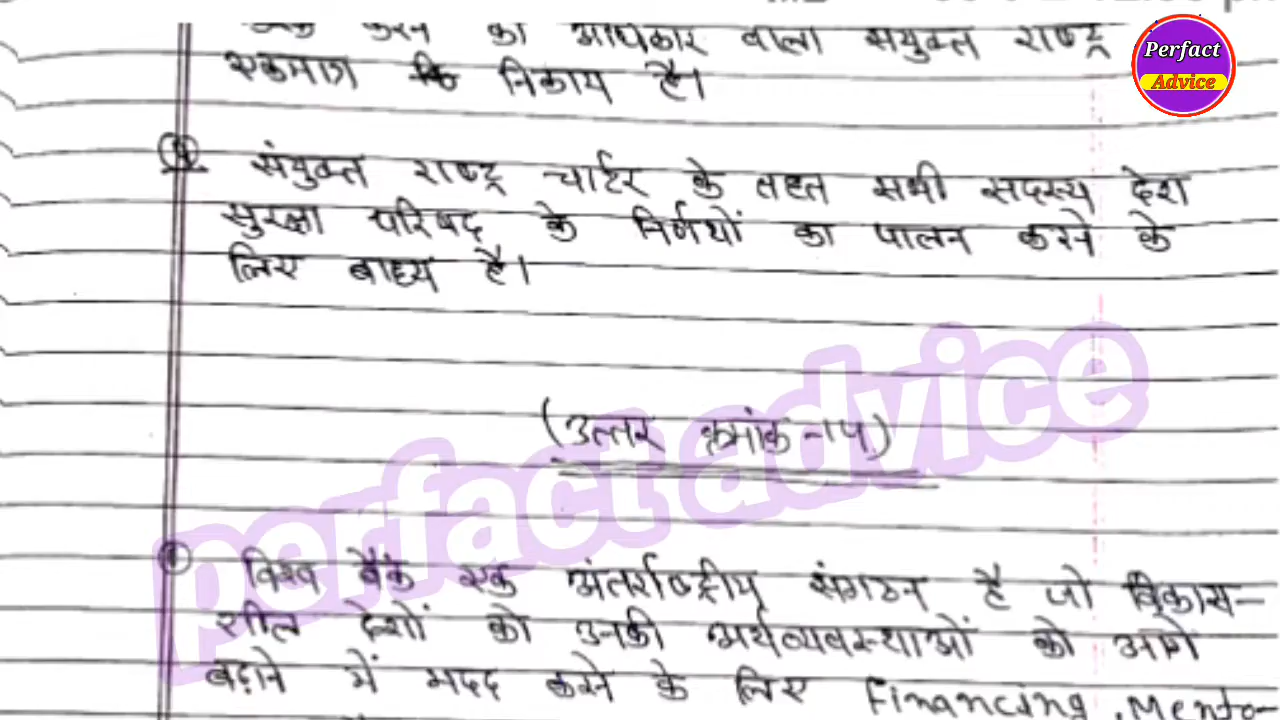 करने का अधिकार वाला संयुक्त राष्ट्र
एकमात्र निकाय है।
Perfact
Advice
संयुक्त राष्ट्र चार्टर के तहत सभी सदस्य देश
सुरक्षा परिषद के निर्णयों का पालन करने के
लिए बाध्य है।
perfact advice
(उत्तर क्रमांक-14)
विश्व बैंक एक अंतर्राष्ट्रीय संगठन है जो विकास-
शील देशों को उनकी अर्थव्यवस्थाओं को आगे
बढ़ाने में मदद करने के लिए Financing, Mento-